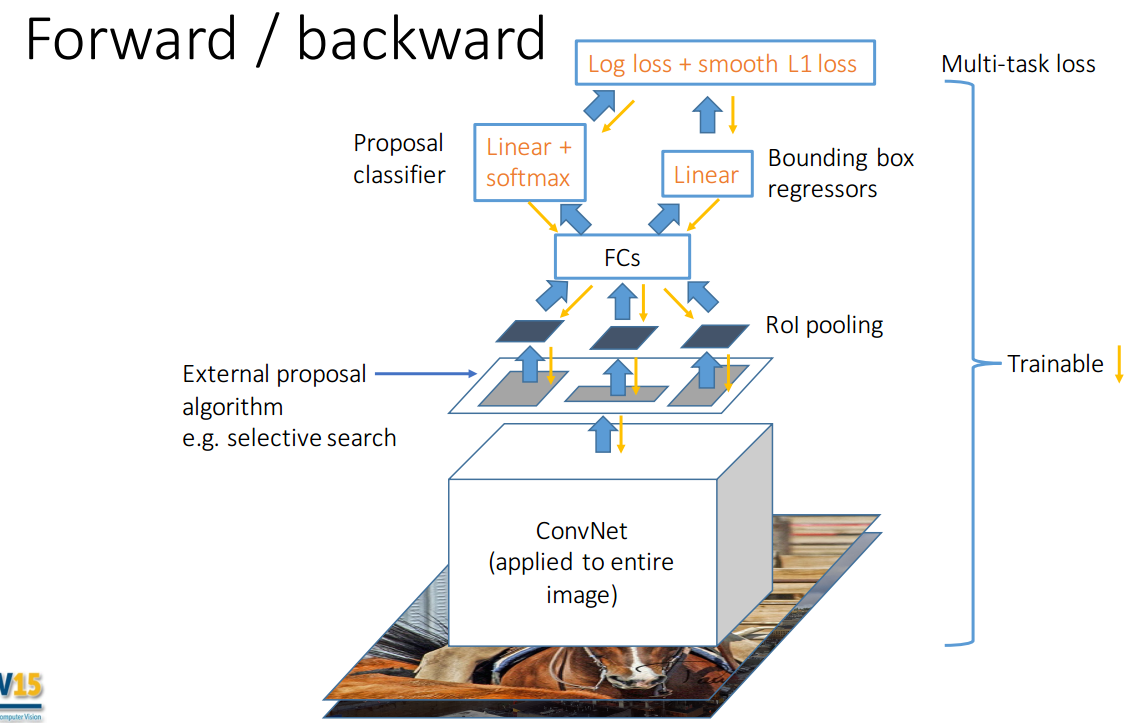 Forward / backward
Log loss + smooth L1 loss
Multi-task loss
Proposal
classifier
Linear +
softmax
Linear
Bounding box
regressors
FCs
RoI pooling
External proposal
algorithm
e.g. selective search
Trainable
ConvNet
(applied to entire
image)
V15
omputer Vision